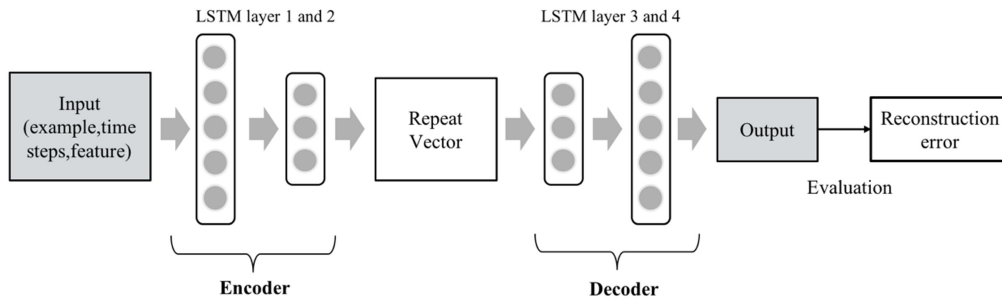 LSTM layer 1 and 2
LSTM layer 3 and 4
Input
(example,time
steps,feature)
Repeat
Vector
Output
Reconstruction
error
Evaluation
Encoder
Decoder